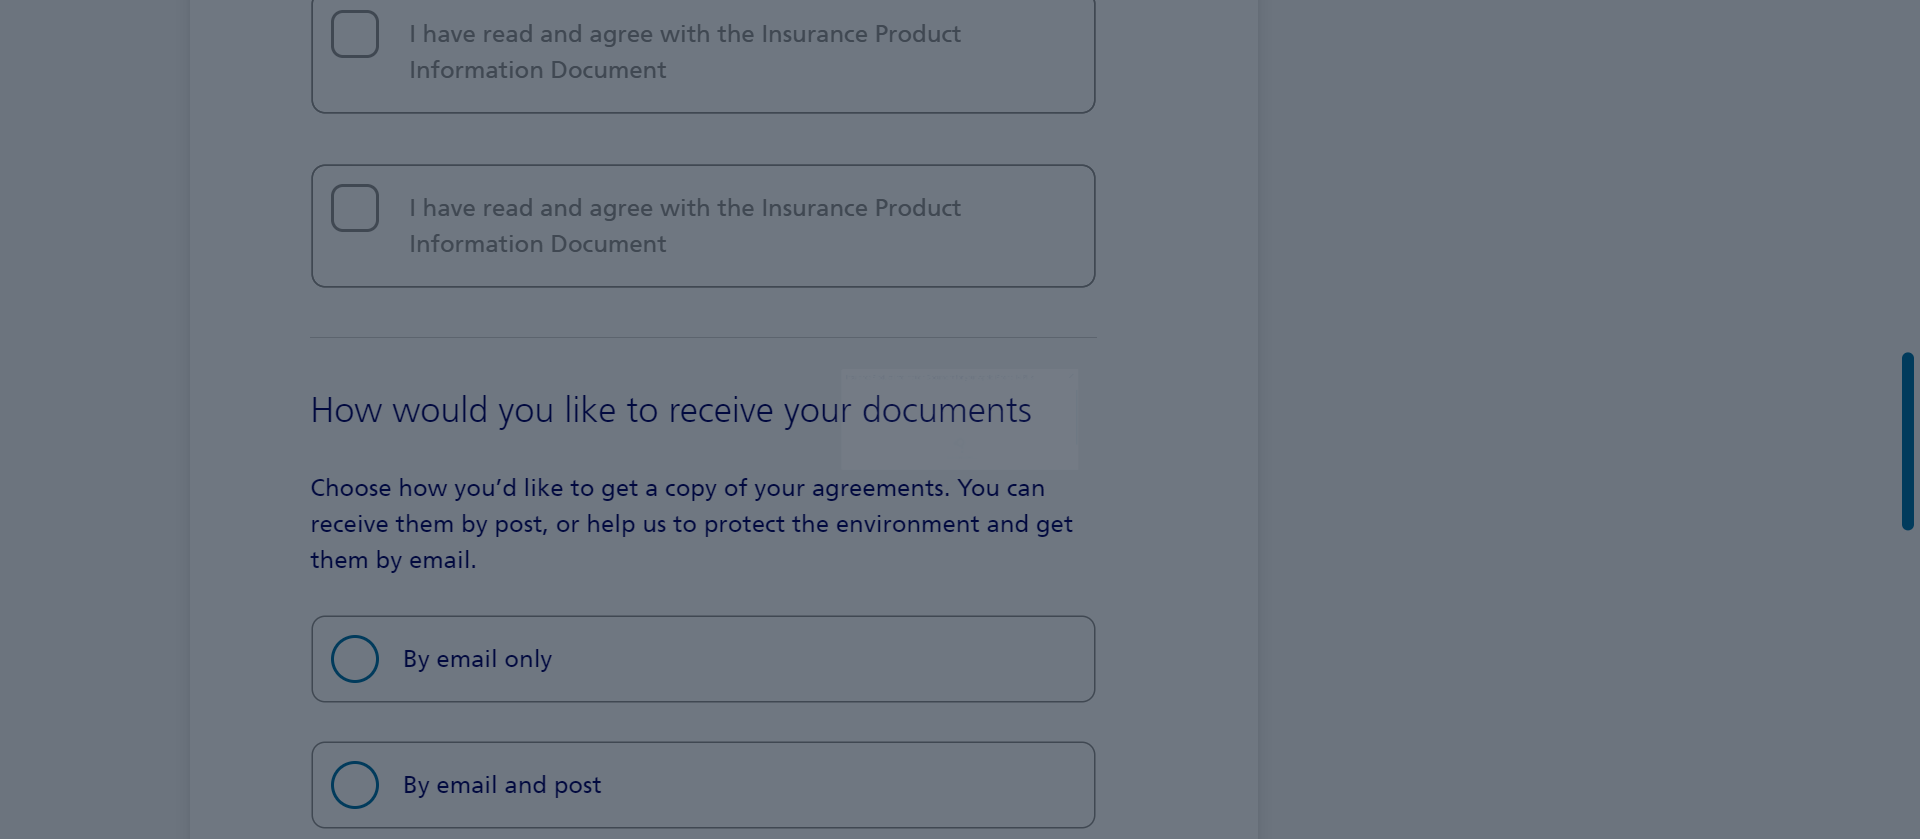 I have read and agree with the Insurance Product
Information Document
I have read and agree with the Insurance Product
Information Document
How would you like to receive your documents
Choose how you’d like to get a copy of your agreements. You can
receive them by post, or help us to protect the environment and get
them by email.
By email only
By email and post